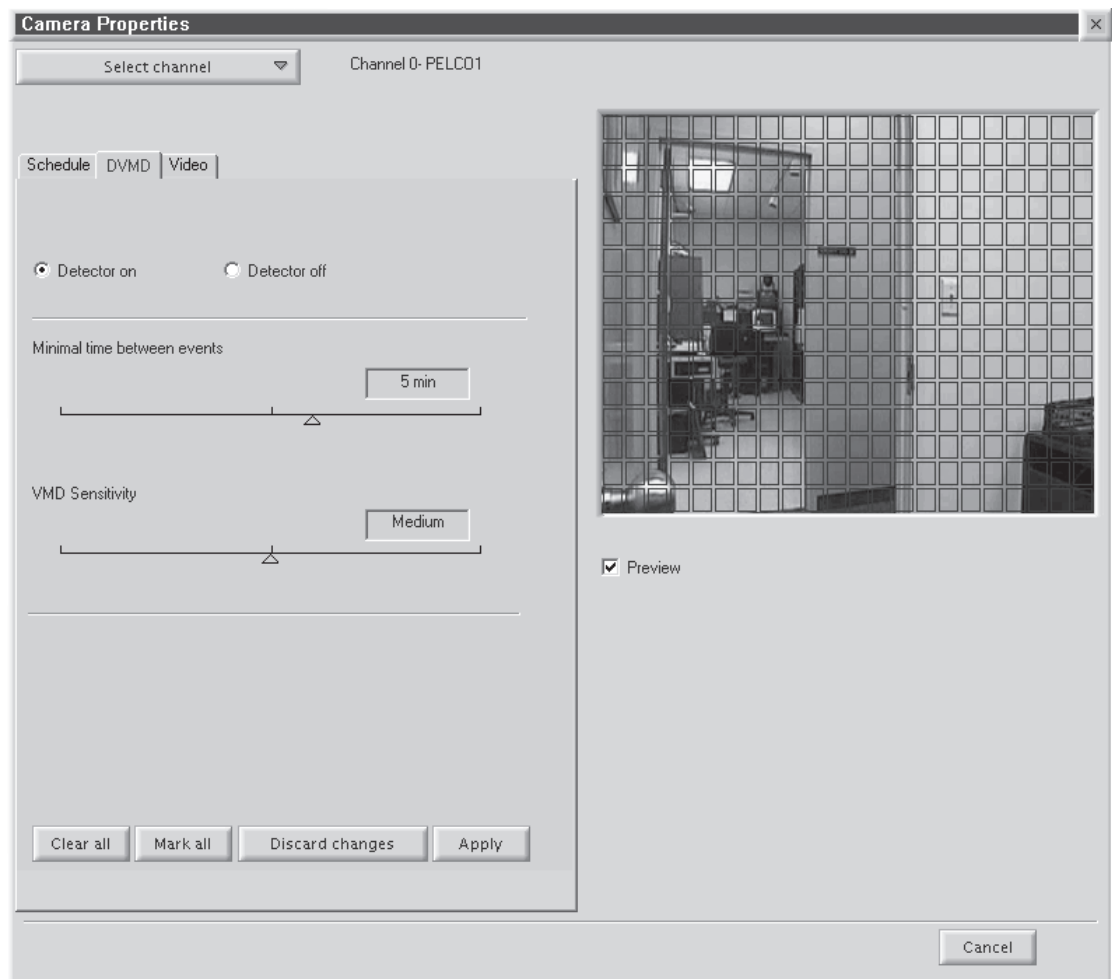 Camera Properties
Select channel
Channel 0- PELCO1
Schedule DVMD Video
Detector on Detector off
Minimal time between events
5 min
VMD Sensitivity
Medium
Preview
Clear all Mark all Discard changes Apply
Cancel